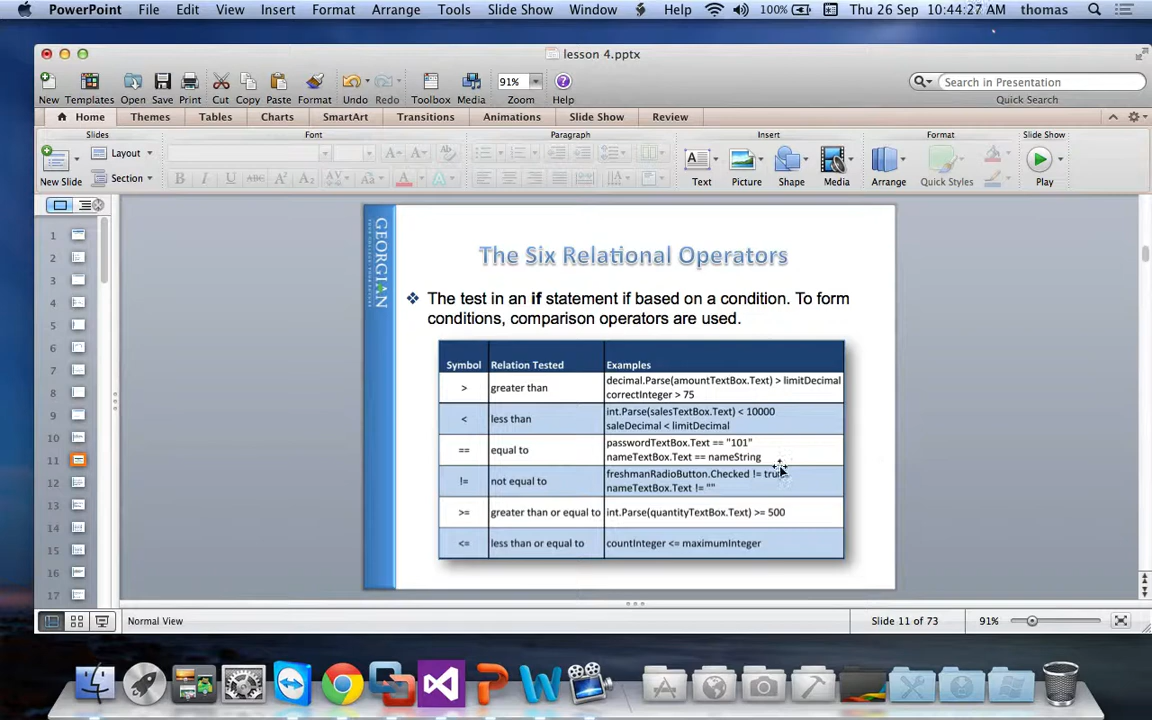 PowerPoint File Edit View Insert Format Arrange Tools Slide Show Window Help 100% Thu 26 Sep 10:44:27 AM thomas
lesson 4.pptx
91% Search in Presentation
New Templates Open Save Print Cut Copy Paste Format Undo Redo Toolbox Media Zoom Help Quick Search
Home Themes Tables Charts SmartArt Transitions Animations Slide Show Review
Slides Font Paragraph Insert Format Slide Show
Layout
New Slide Section B I U ABC A² A₂ AV Aa A A Text Picture Shape Media Arrange Quick Styles Play
GEORGIAN
The Six Relational Operators
The test in an if statement if based on a condition. To form
conditions, comparison operators are used.
Symbol Relation Tested Examples
> greater than decimal.Parse(amountTextBox.Text) > limitDecimal
correctInteger > 75
< less than int.Parse(salesTextBox.Text) < 10000
saleDecimal < limitDecimal
== equal to passwordTextBox.Text == "101"
nameTextBox.Text == nameString
!= not equal to freshmanRadioButton.Checked !=
nameTextBox.Text != ""
>= greater than or equal to int.Parse(quantityTextBox.Text) >= 500
<= less than or equal to countInteger <= maximumInteger
1
2
3
4
5
6
7
8
9
10
11
12
13
14
15
16
17
Normal View Slide 11 of 73 91%